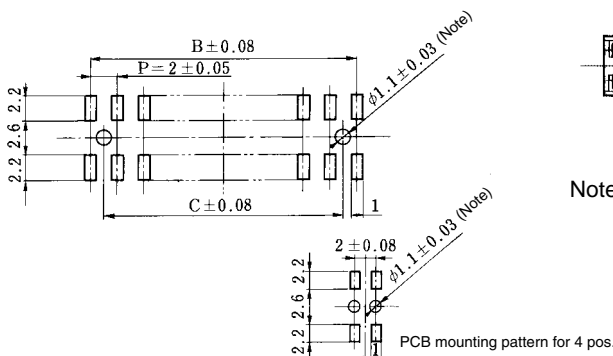 B±0.08
P=2±0.05
ϕ1.1±0.03 (Note)
2.2
2.6
2.2
C±0.08
1
Note
2±0.08
ϕ1.1±0.03 (Note)
2.2
2.6
2.2
1
PCB mounting pattern for 4 pos.